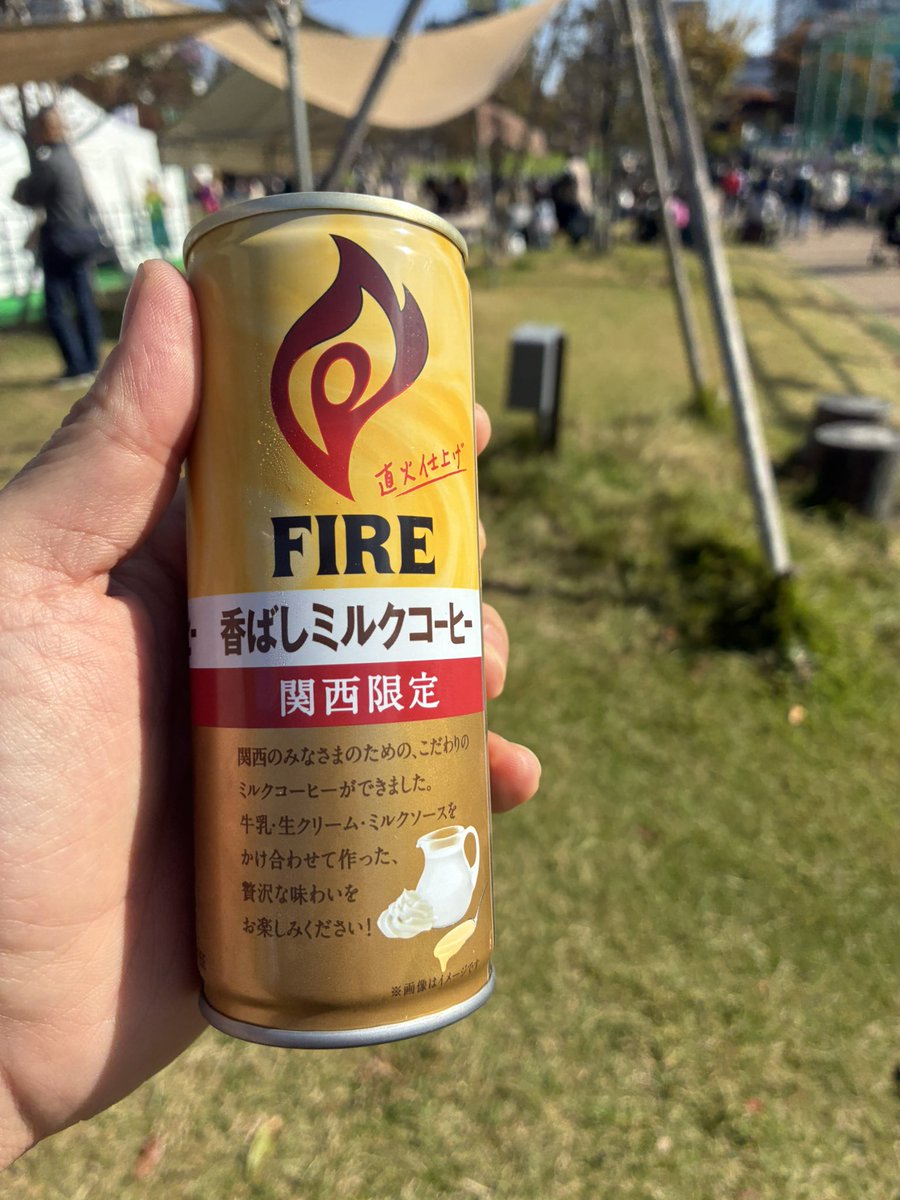 直火仕上げ
FIRE
香ばしミルクコーヒー
関西限定
関西のみなさまのための、こだわりの
ミルクコーヒーができました。
牛乳・生クリーム・ミルクソースを
かけ合わせて作った、
贅沢な味わいを
お楽しみください!
※画像はイメージです